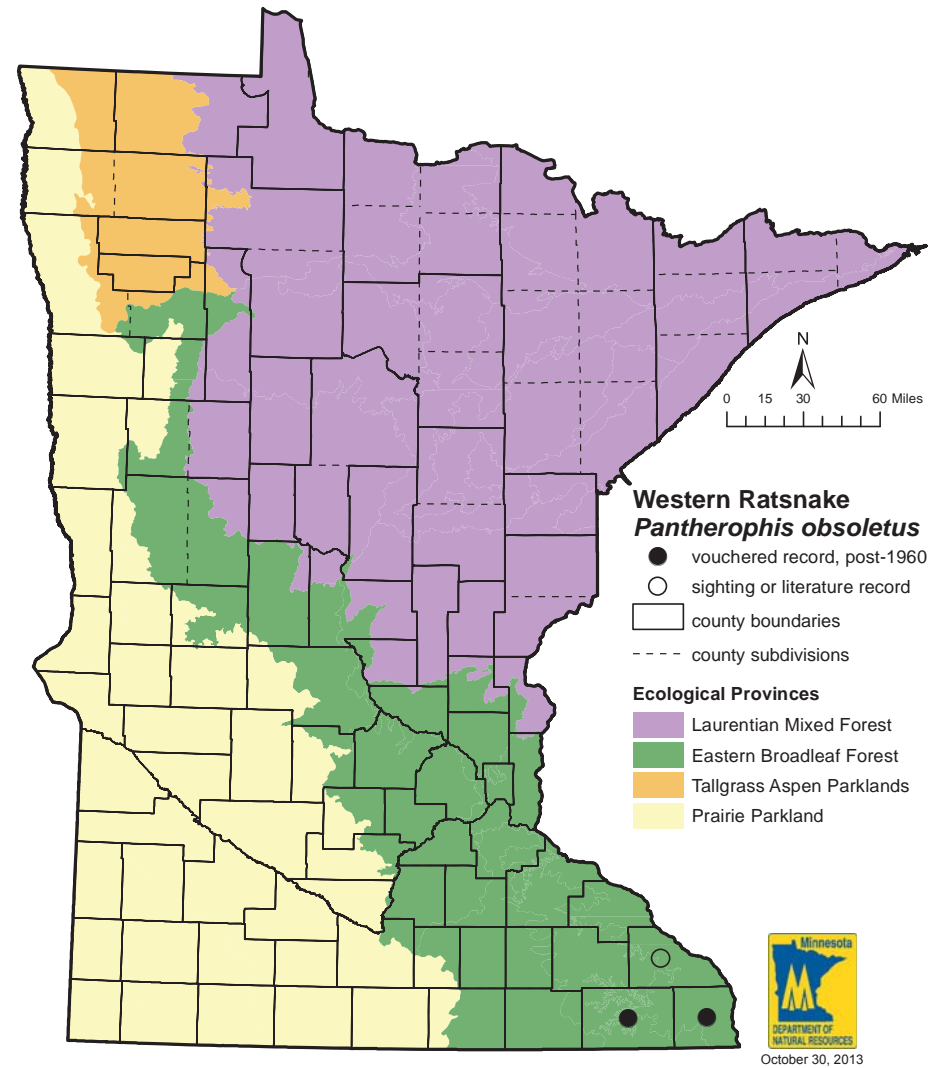 N
0 15 30 60 Miles
Western Ratsnake
Pantherophis obsoletus
vouchered record, post-1960
sighting or literature record
county boundaries
county subdivisions
Ecological Provinces
Laurentian Mixed Forest
Eastern Broadleaf Forest
Tallgrass Aspen Parklands
Prairie Parkland
Minnesota
M
DEPARTMENT OF
NATURAL RESOURCES
October 30, 2013